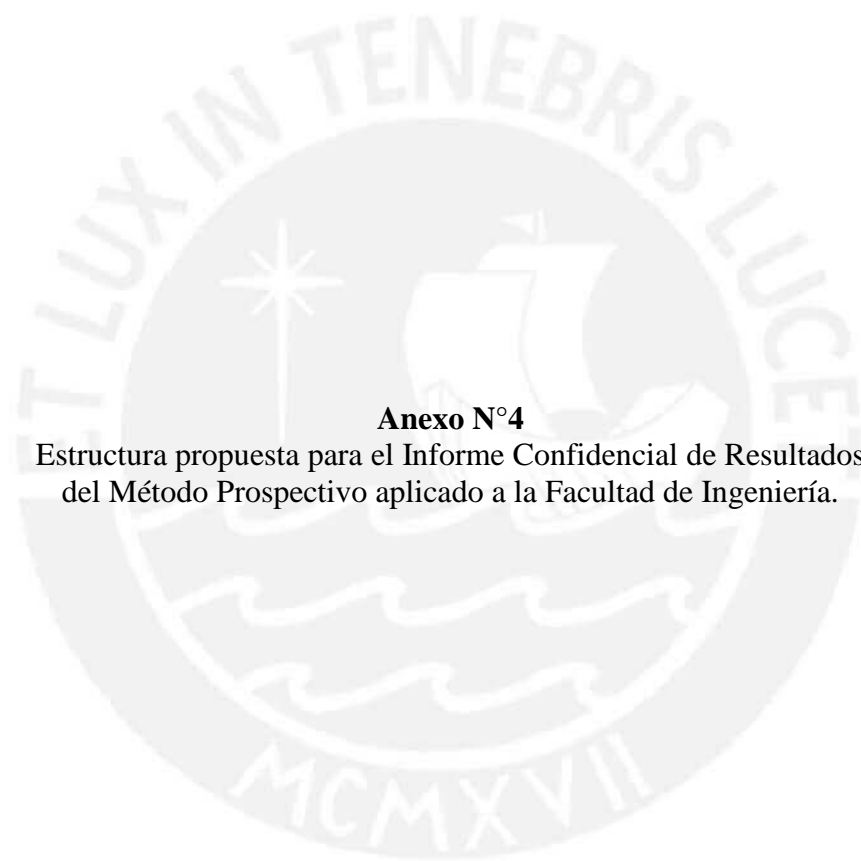 ET LUX IN TENEBRIS LUCET
Anexo N°4
Estructura propuesta para el Informe Confidencial de Resultados
del Método Prospectivo aplicado a la Facultad de Ingeniería.
MCMXVII